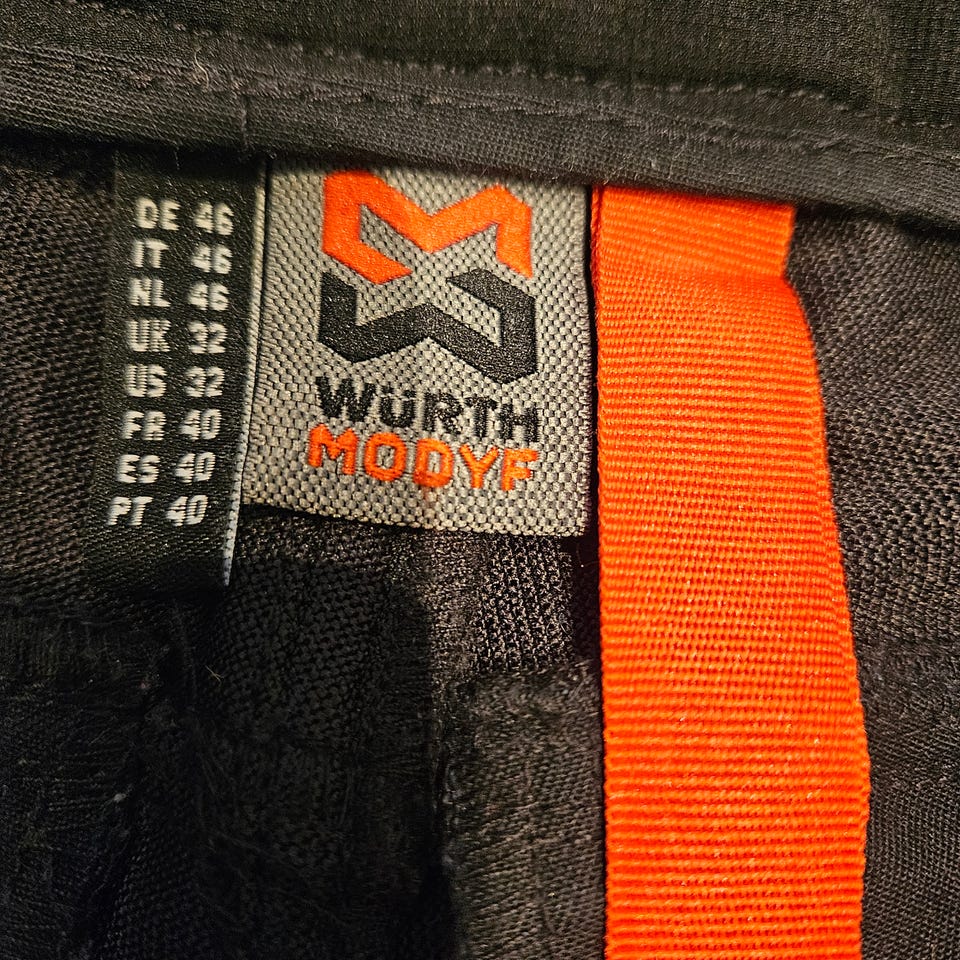 DE 46
IT 46
NL 46
UK 32
US 32
FR 40
ES 40
PT 40
WÜRTH
MODYF